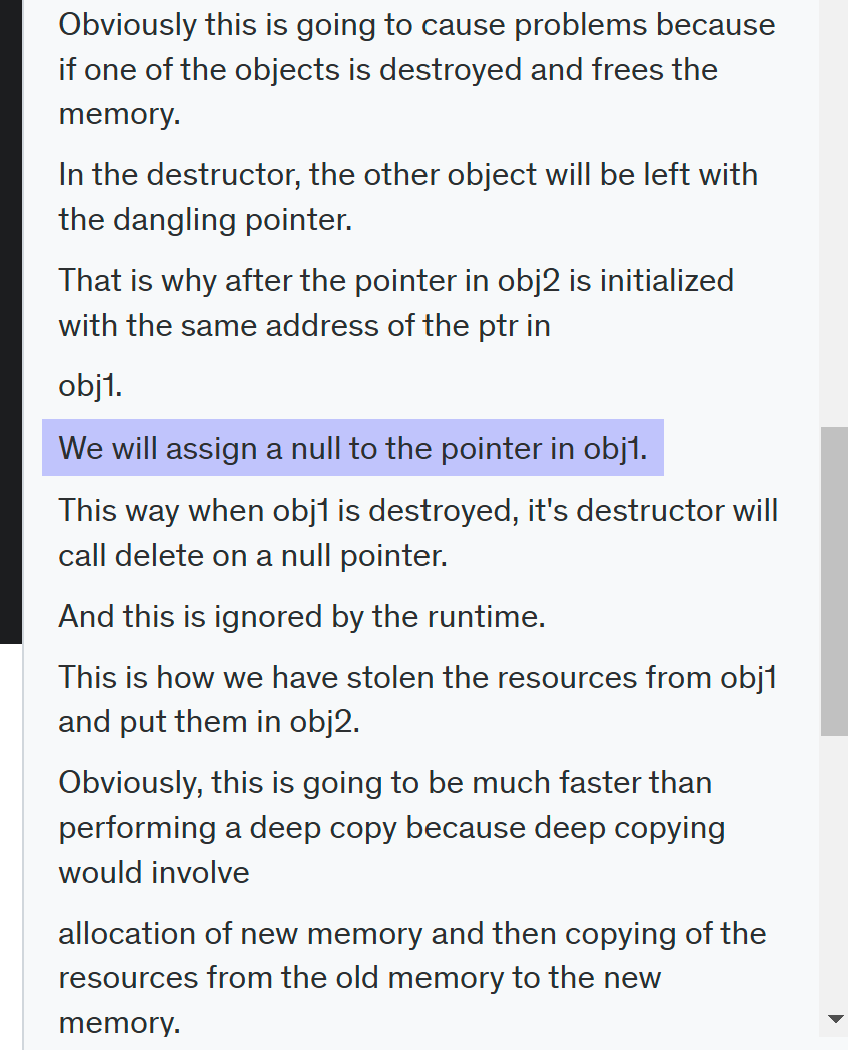 Obviously this is going to cause problems because
if one of the objects is destroyed and frees the
memory.
In the destructor, the other object will be left with
the dangling pointer.
That is why after the pointer in obj2 is initialized
with the same address of the ptr in
obj1.
We will assign a null to the pointer in obj1.
This way when obj1 is destroyed, it's destructor will
call delete on a null pointer.
And this is ignored by the runtime.
This is how we have stolen the resources from obj1
and put them in obj2.
Obviously, this is going to be much faster than
performing a deep copy because deep copying
would involve
allocation of new memory and then copying of the
resources from the old memory to the new
memory.